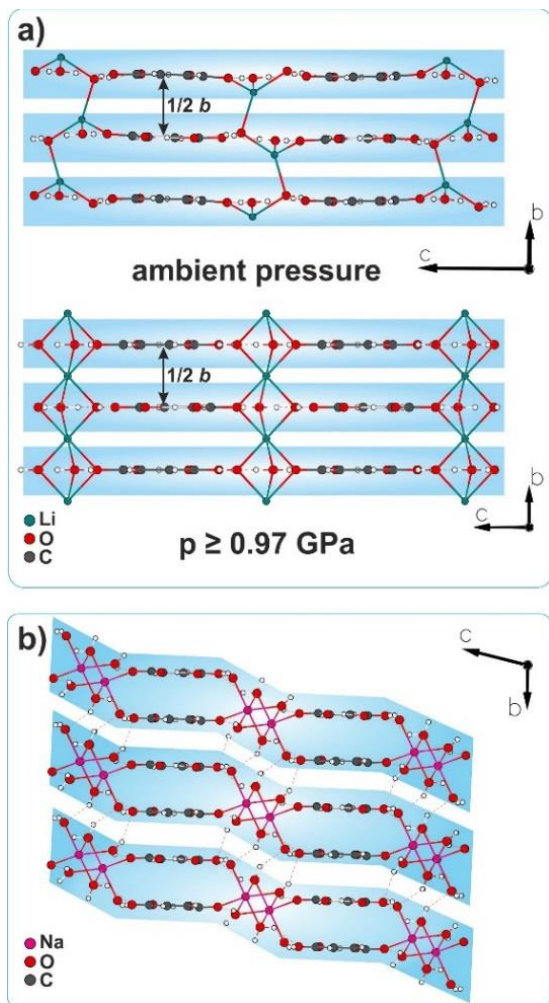 a)
1/2 b
c
b
ambient pressure
1/2 b
c
b
Li
O
C
p ≥ 0.97 GPa
b)
c
b
Na
O
C